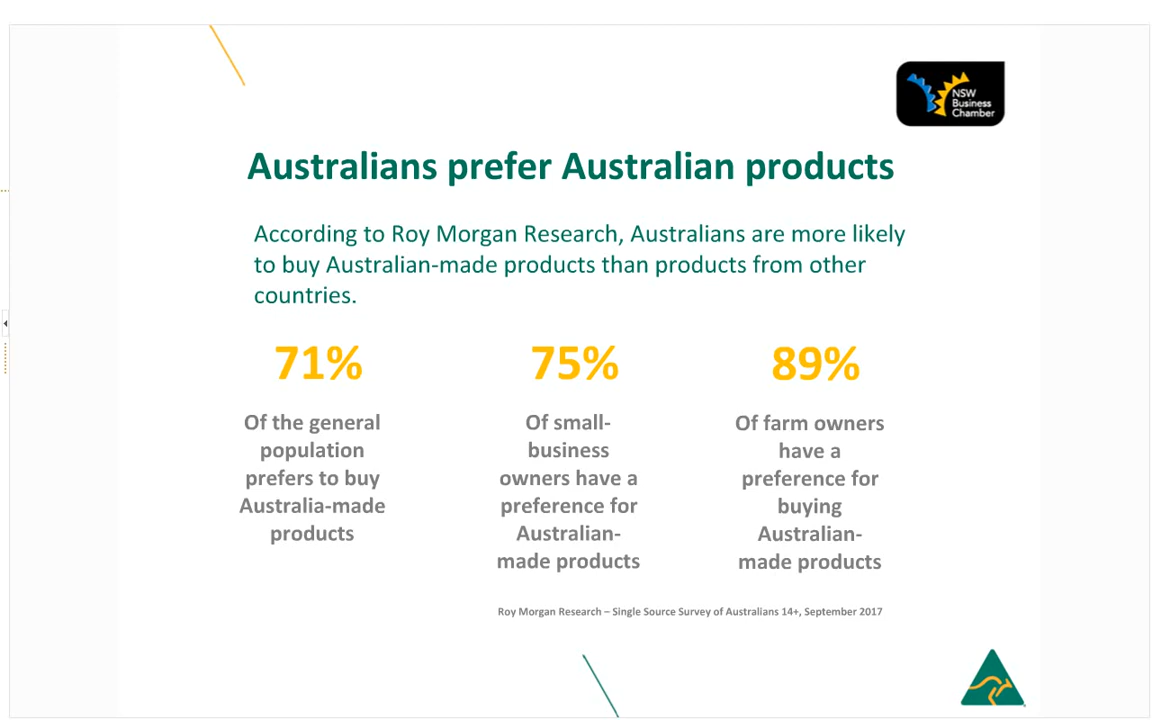 NSW
Business
Chamber
Australians prefer Australian products
According to Roy Morgan Research, Australians are more likely
to buy Australian-made products than products from other
countries.
71%
Of the general
population
prefers to buy
Australia-made
products
75%
Of small-
business
owners have a
preference for
Australian-
made products
89%
Of farm owners
have a
preference for
buying
Australian-
made products
Roy Morgan Research – Single Source Survey of Australians 14+, September 2017